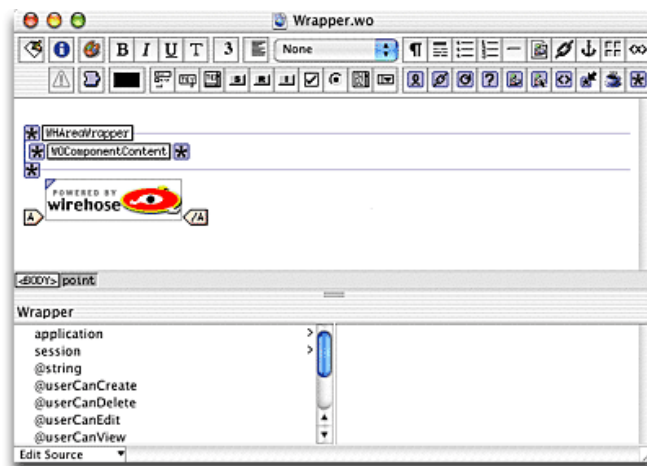 Wrapper.wo
B I U T 3 None
WHAreaWrapper
WOComponentContent
POWERED BY
wirehose
A /A
<BODY> point
Wrapper
application >
session >
@string
@userCanCreate
@userCanDelete
@userCanEdit
@userCanView
Edit Source